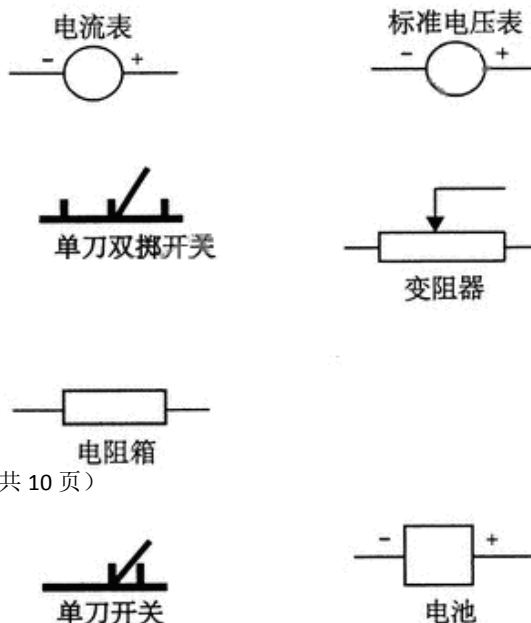 电流表
标准电压表
- +
- +
单刀双掷开关
变阻器
电阻箱
共 10 页）
- +
单刀开关
电池